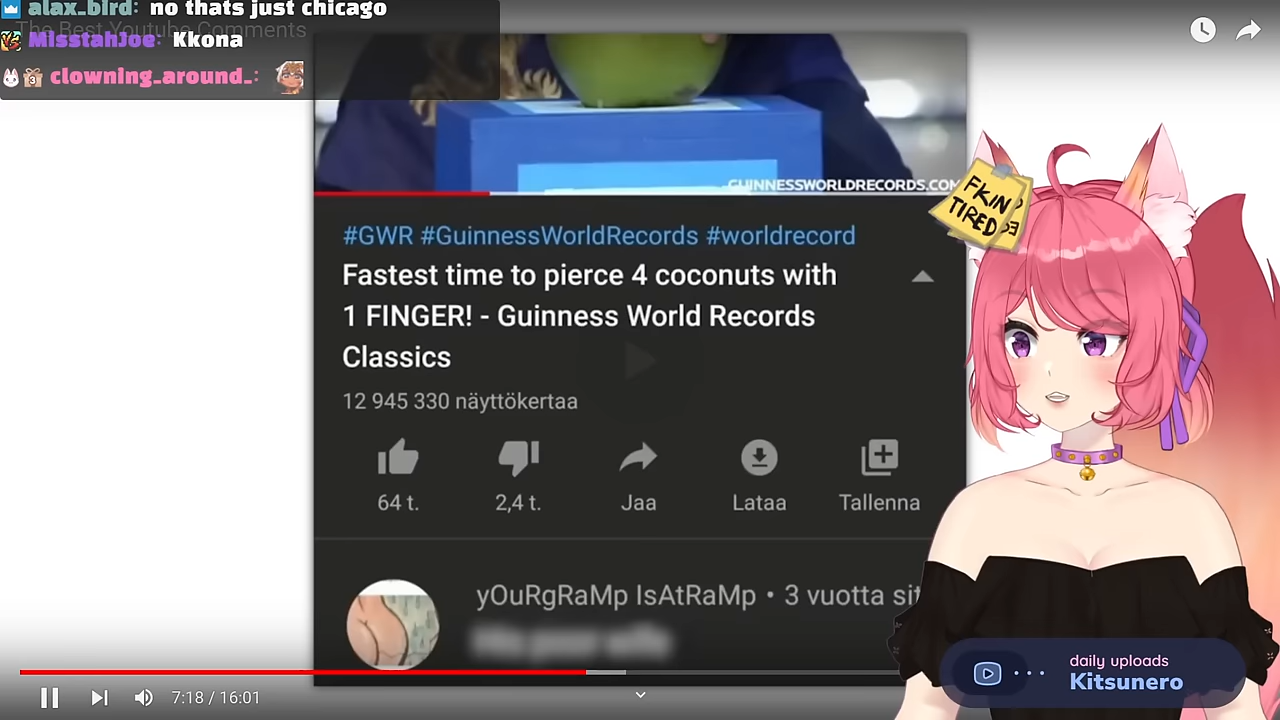 alax_b1rd: no thats just chicago
The Best Youtube Comments
MisstahJoe: Kkona
3 clowning_around_:
GUINNESSWORLDRECORDS.COM
FKIN
TIRED
#GWR #GuinnessWorldRecords #worldrecord
Fastest time to pierce 4 coconuts with
1 FINGER! - Guinness World Records
Classics
12 945 330 näyttökertaa
64 t. 2,4 t. Jaa Lataa Tallenna
yOuRgRaMp IsAtRaMp • 3 vuotta sit
daily uploads
Kitsunero
7:18 / 16:01